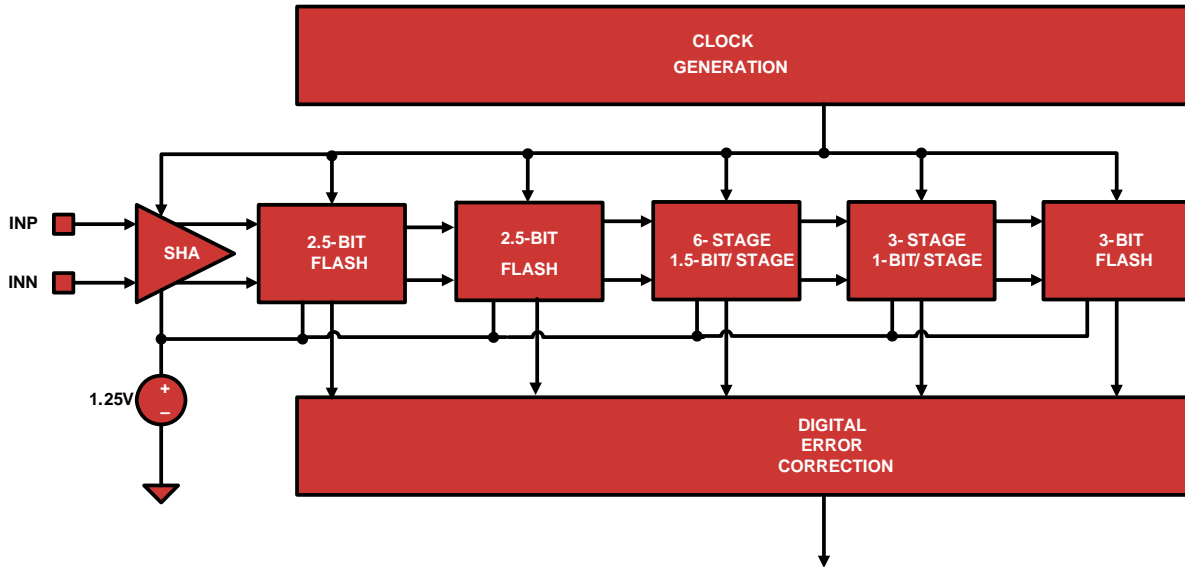 CLOCK
GENERATION
INP
INN
SHA
2.5-BIT
FLASH
2.5-BIT
FLASH
6- STAGE
1.5-BIT/ STAGE
3- STAGE
1-BIT/ STAGE
3-BIT
FLASH
1.25V
+
–
DIGITAL
ERROR
CORRECTION